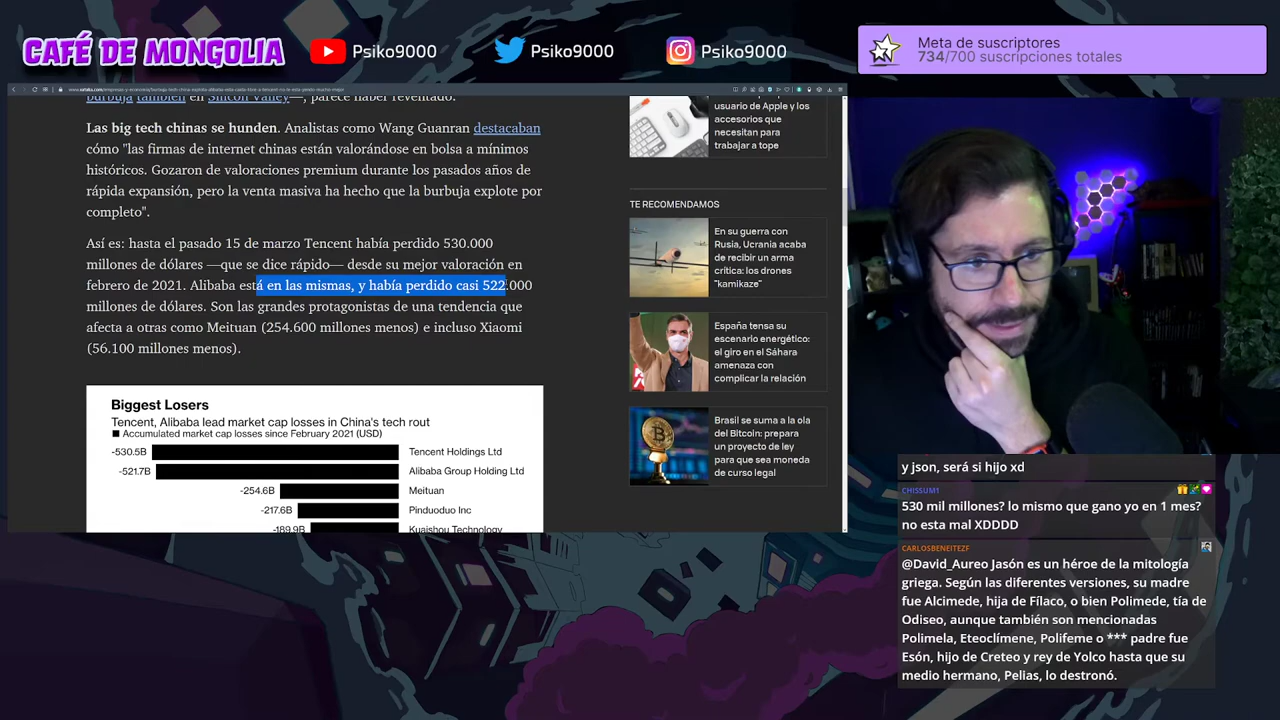 CAFÉ DE MONGOLIA
Psiko9000
Psiko9000
Psiko9000
Meta de suscriptores
734/700 suscripciones totales
burbuja también en Silicon Valley—, parece haber reventado.
Las big tech chinas se hunden. Analistas como Wang Guanran destacaban
cómo "las firmas de internet chinas están valorándose en bolsa a mínimos
históricos. Gozaron de valoraciones premium durante los pasados años de
rápida expansión, pero la venta masiva ha hecho que la burbuja explote por
completo".
Así es: hasta el pasado 15 de marzo Tencent había perdido 530.000
millones de dólares —que se dice rápido— desde su mejor valoración en
febrero de 2021. Alibaba está en las mismas, y había perdido casi 522.000
millones de dólares. Son las grandes protagonistas de una tendencia que
afecta a otras como Meituan (254.600 millones menos) e incluso Xiaomi
(56.100 millones menos).
Biggest Losers
Tencent, Alibaba lead market cap losses in China's tech rout
Accumulated market cap losses since February 2021 (USD)
-530.5B Tencent Holdings Ltd
-521.7B Alibaba Group Holding Ltd
-254.6B Meituan
-217.6B Pinduoduo Inc
-189.9B Kuaishou Technology
usuario de Apple y los
accesorios que
necesitan para
trabajar a tope
TE RECOMENDAMOS
En su guerra con
Rusia, Ucrania acaba
de recibir un arma
crítica: los drones
"kamikaze"
España tensa su
escenario energético:
el giro en el Sáhara
amenaza con
complicar la relación
Brasil se suma a la ola
del Bitcoin: prepara
un proyecto de ley
para que sea moneda
de curso legal
y json, será si hijo xd
CHISSUM1
530 mil millones? lo mismo que gano yo en 1 mes?
no esta mal XDDDD
CARLOSBENEITEZF
@David_Aureo Jasón es un héroe de la mitología
griega. Según las diferentes versiones, su madre
fue Alcimede, hija de Fílaco, o bien Polimede, tía de
Odiseo, aunque también son mencionadas
Polimela, Eteoclímene, Polifeme o *** padre fue
Esón, hijo de Creteo y rey de Yolco hasta que su
medio hermano, Pelias, lo destronó.